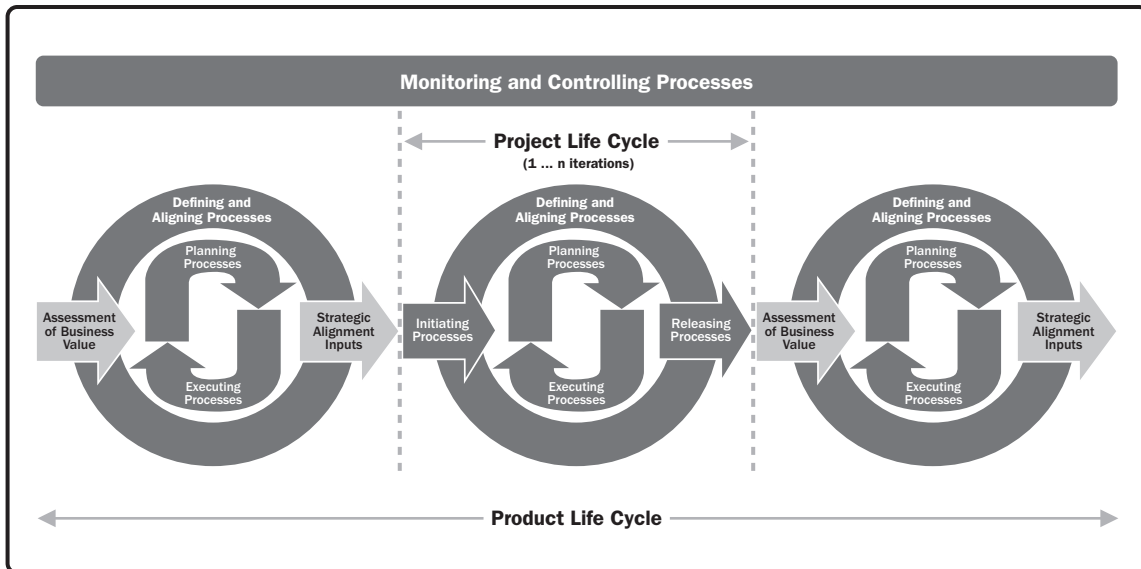 Monitoring and Controlling Processes
Project Life Cycle
(1 ... n iterations)
Defining and
Aligning Processes
Planning
Processes
Assessment
of Business
Value
Strategic
Alignment
Inputs
Executing
Processes
Defining and
Aligning Processes
Planning
Processes
Initiating
Processes
Releasing
Processes
Executing
Processes
Defining and
Aligning Processes
Planning
Processes
Assessment
of Business
Value
Strategic
Alignment
Inputs
Executing
Processes
Product Life Cycle